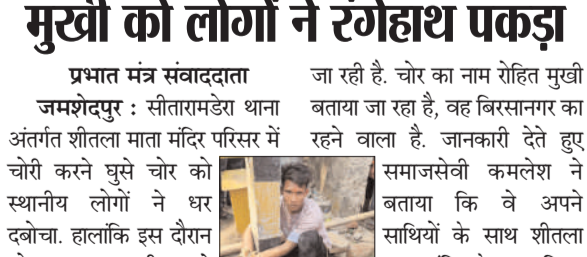 मुखी को लोगों ने रंगेहाथ पकड़ा
प्रभात मंत्र संवाददाता
जमशेदपुर : सीतारामडेरा थाना
अंतर्गत शीतला माता मंदिर परिसर में
चोरी करने घुसे चोर को
स्थानीय लोगों ने धर
दबोचा. हालांकि इस दौरान
जा रही है. चोर का नाम रोहित मुखी
बताया जा रहा है, वह बिरसानगर का
रहने वाला है. जानकारी देते हुए
समाजसेवी कमलेश ने
बताया कि वे अपने
साथियों के साथ शीतला